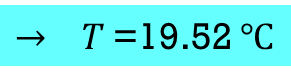 → T =19.52 °C